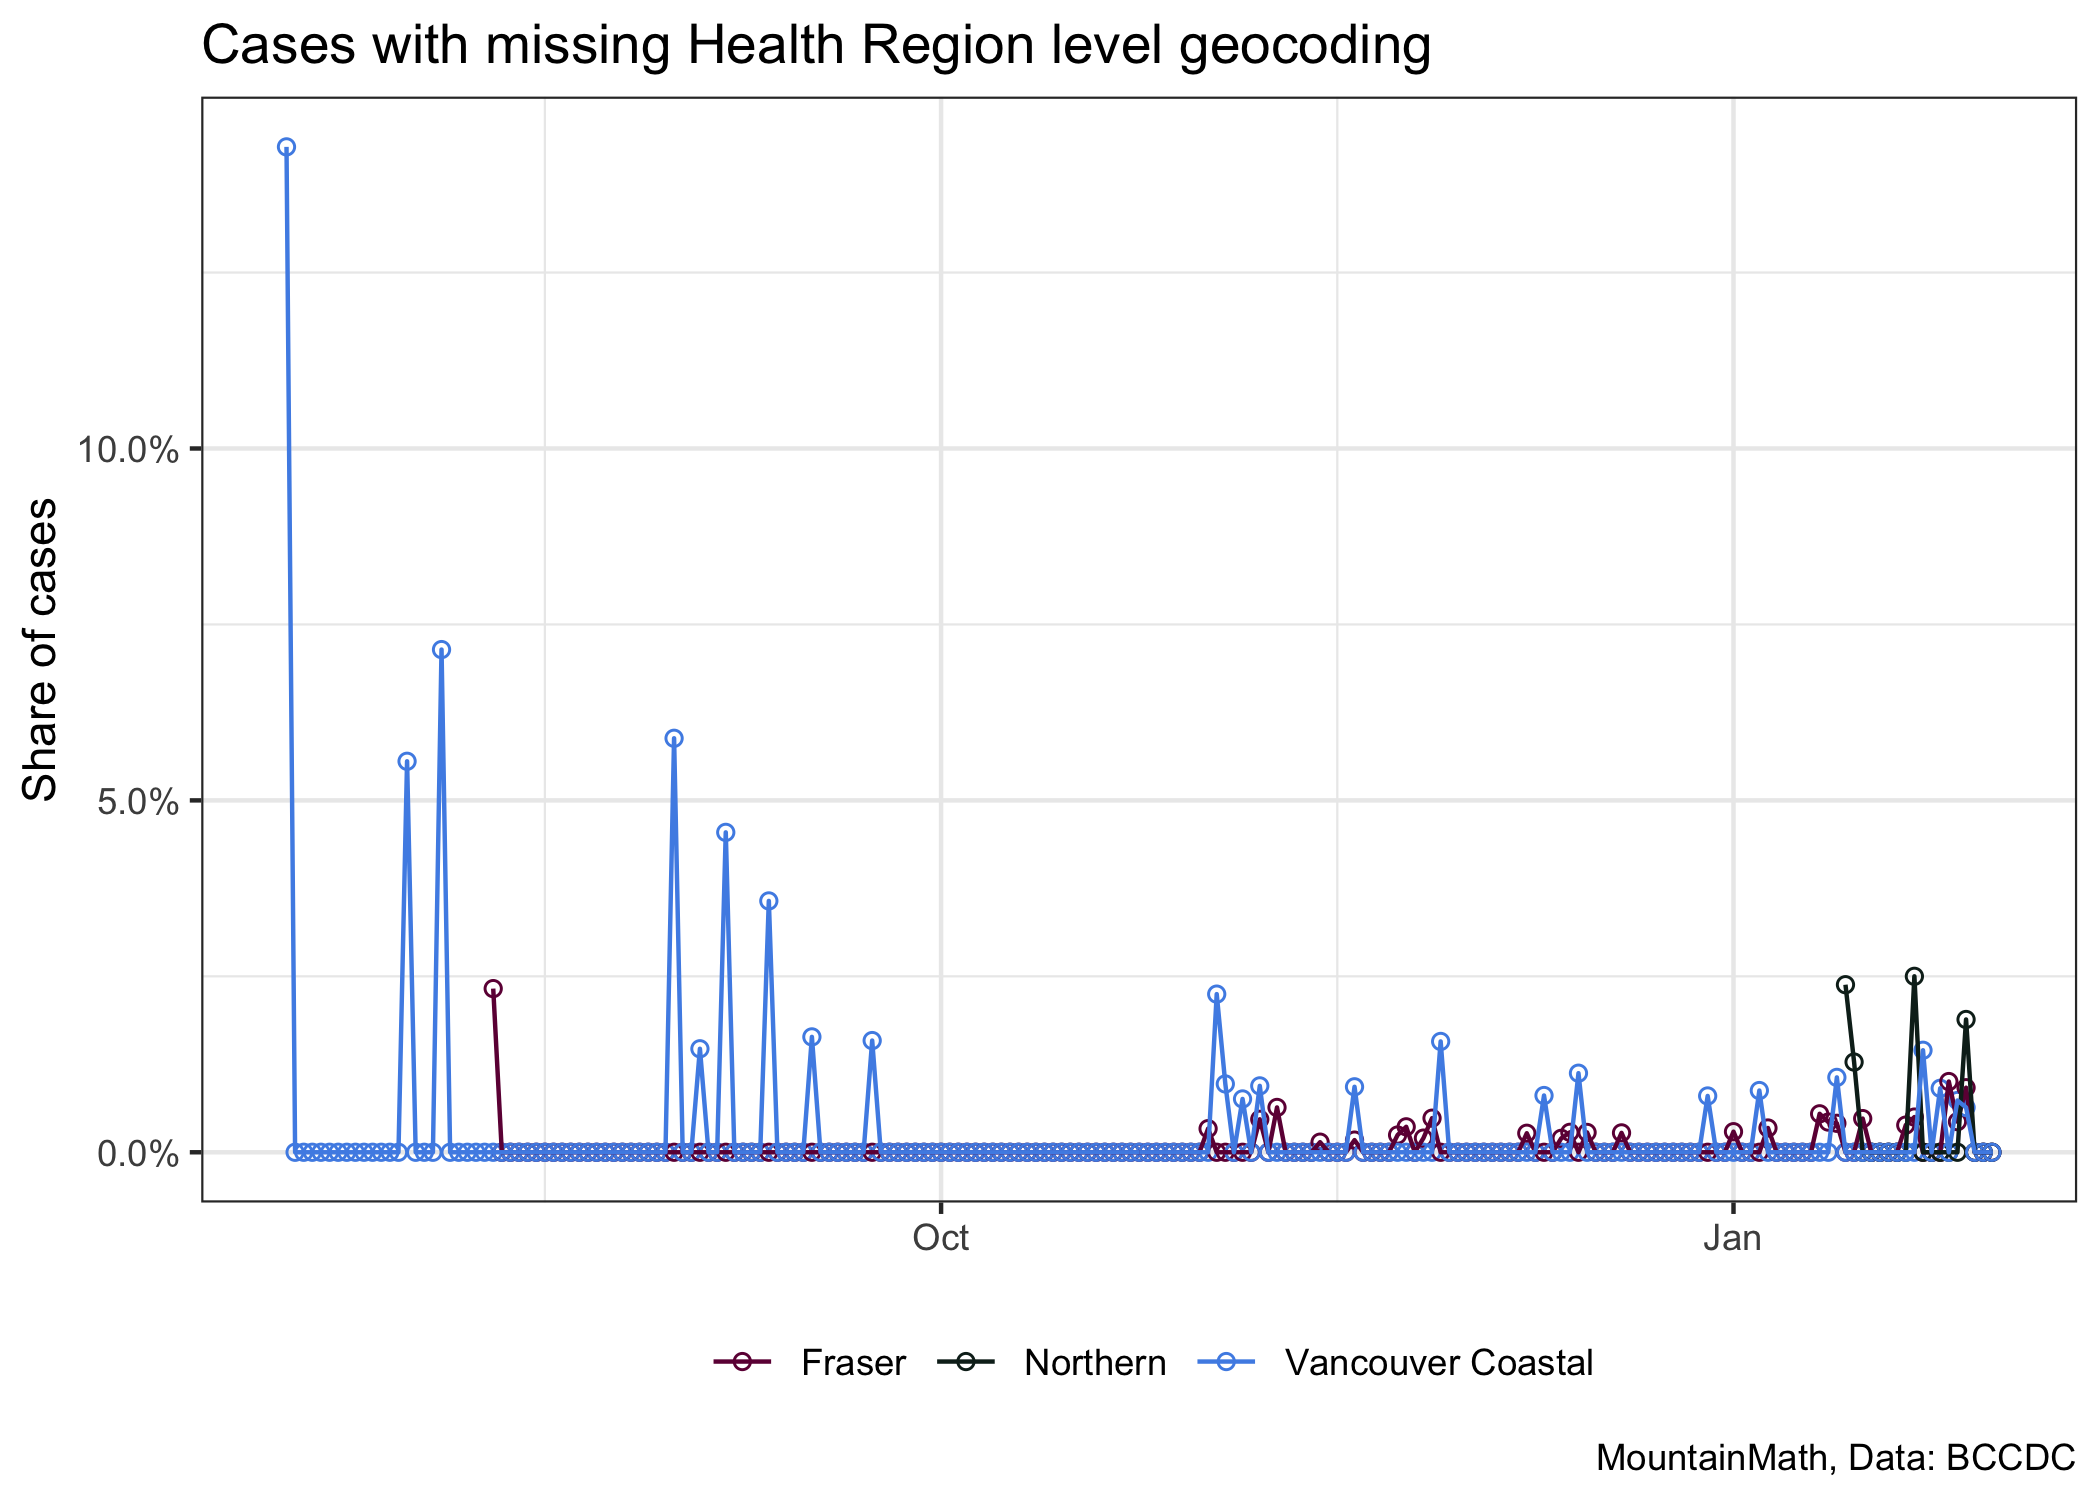 Cases with missing Health Region level geocoding
Share of cases
10.0%
5.0%
0.0%
Oct
Jan
Fraser
Northern
Vancouver Coastal
MountainMath, Data: BCCDC